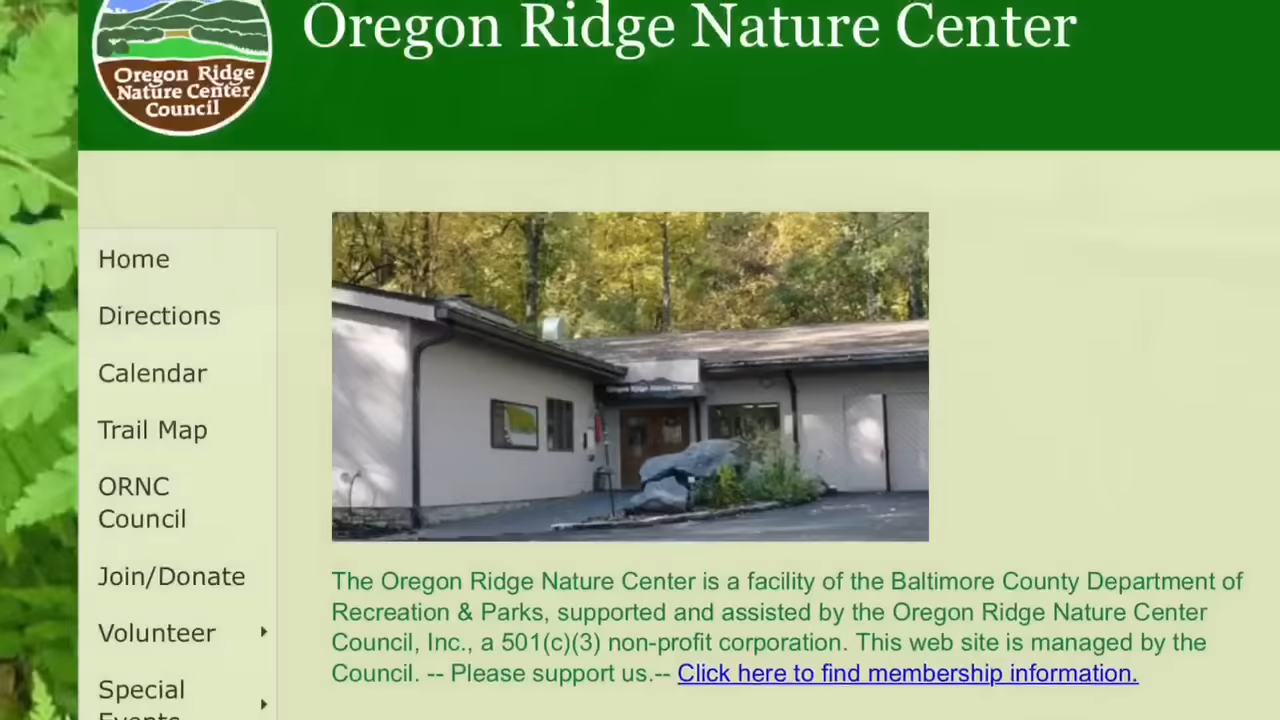 Oregon Ridge Nature Center
Oregon Ridge
Nature Center
Council
Home
Directions
Calendar
Trail Map
ORNC
Council
Join/Donate
Volunteer
Special
Events
Oregon Ridge Nature Center
The Oregon Ridge Nature Center is a facility of the Baltimore County Department of
Recreation & Parks, supported and assisted by the Oregon Ridge Nature Center
Council, Inc., a 501(c)(3) non-profit corporation. This web site is managed by the
Council. -- Please support us.-- Click here to find membership information.